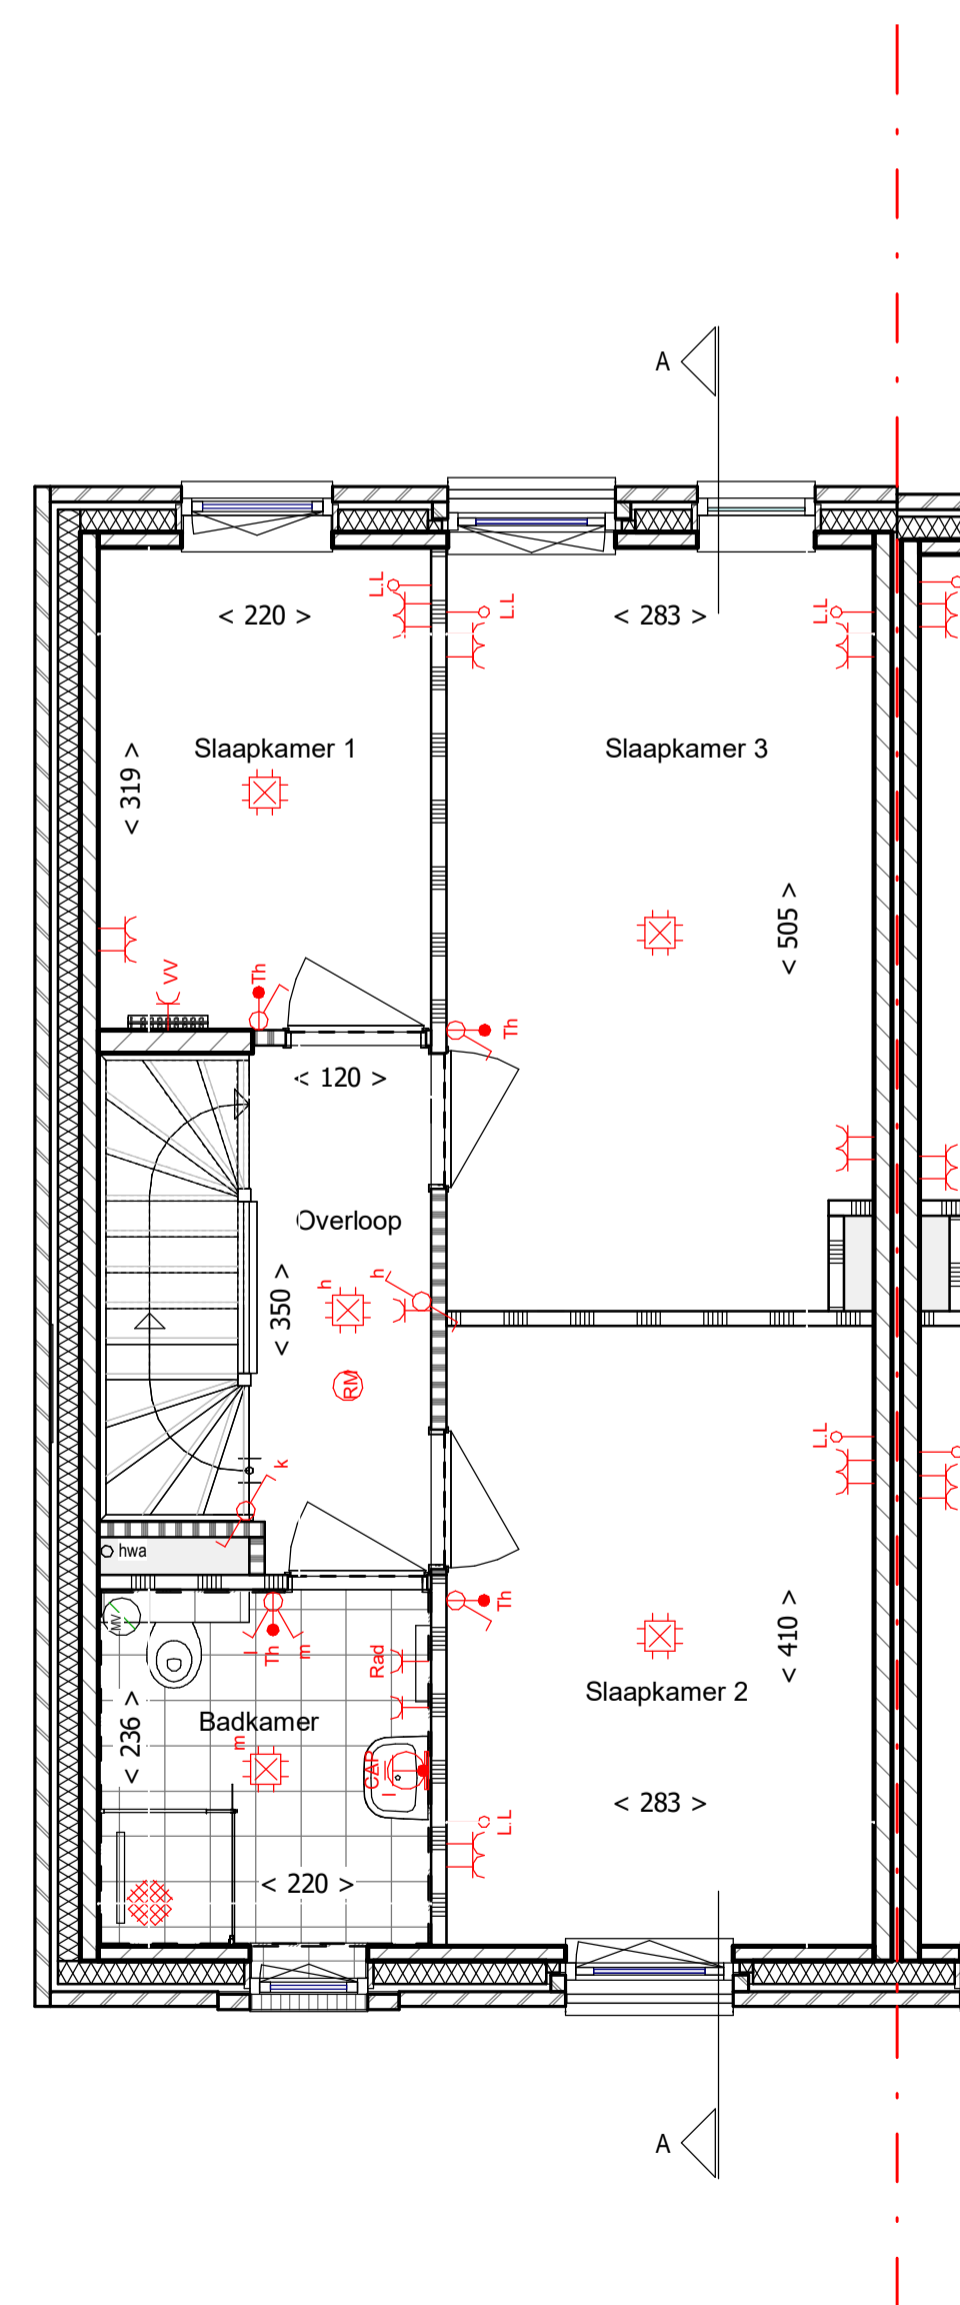 A
L.L
< 220 >
L.L
< 283 >
L.L
Slaapkamer 1
Slaapkamer 3
< 319 >
< 505 >
VV
Th
Th
< 120 >
Overloop
h
h
< 350 >
RM
L.L
k
hwa
MV
l
Th
m
Th
Rad
< 410 >
Slaapkamer 2
Badkamer
< 236 >
m
CAP
l
< 283 >
L.L
< 220 >
A